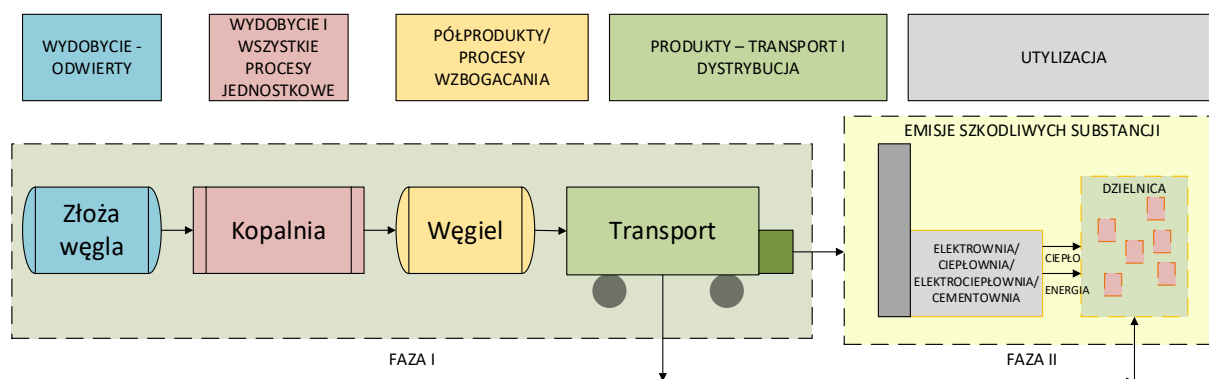 WYDOBYCIE -
ODWIERTY
WYDOBYCIE I
WSZYSTKIE
PROCESY
JEDNOSTKOWE
PÓŁPRODUKTY/
PROCESY
WZBOGACANIA
PRODUKTY – TRANSPORT I
DYSTRYBUCJA
UTYLIZACJA
EMISJE SZKODLIWYCH SUBSTANCJI
Złoża
węgla
Kopalnia
Węgiel
Transport
ELEKTROWNIA/
CIEPŁOWNIA/
ELEKTROCIEPŁOWNIA/
CEMENTOWNIA
CIEPŁO
ENERGIA
DZIELNICA
FAZA I
FAZA II